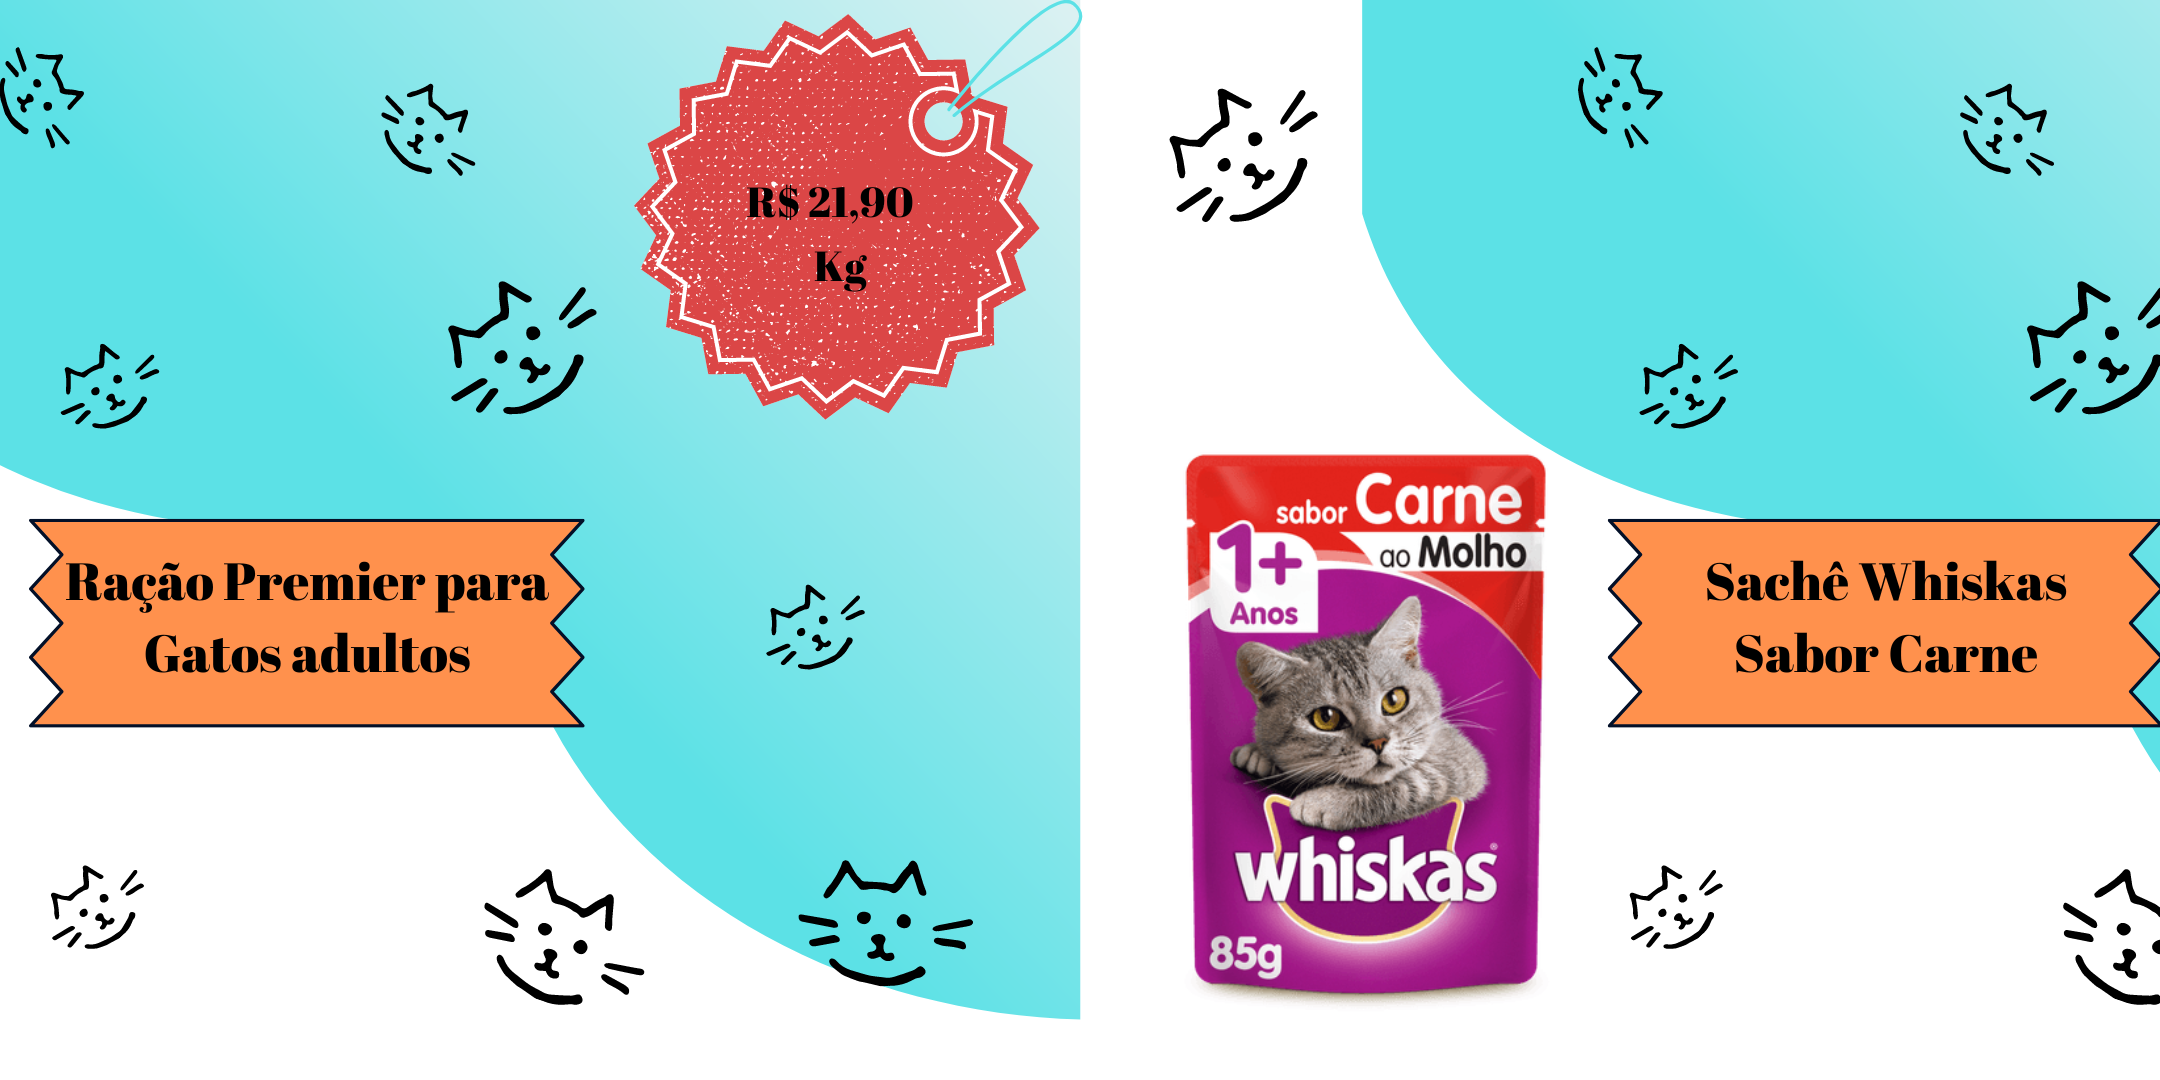 R$ 21,90
Kg
Ração Premier para
Gatos adultos
sabor Carne
ao Molho
1+
Anos
whiskas®
85g
Sachê Whiskas
Sabor Carne